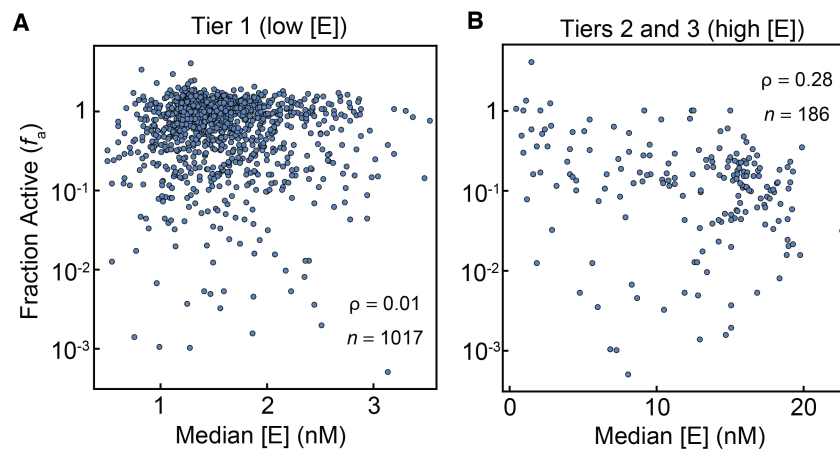 A
Tier 1 (low [E])
Fraction Active (fa)
1
10-1
10-2
10-3
ρ = 0.01
n = 1017
1
2
3
Median [E] (nM)
B
Tiers 2 and 3 (high [E])
1
10-1
10-2
10-3
ρ = 0.28
n = 186
0
10
20
Median [E] (nM)